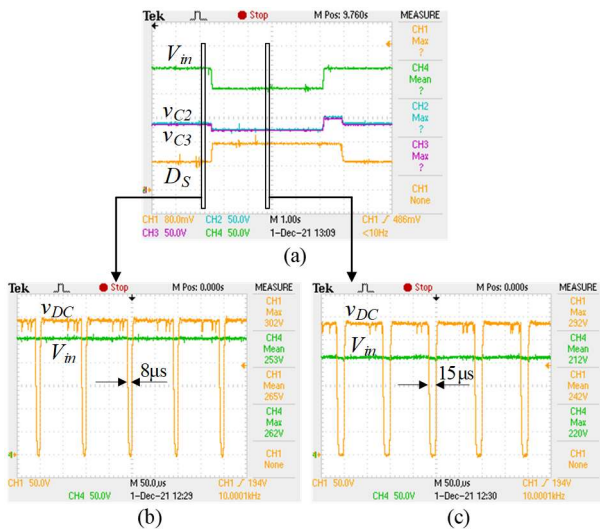 Tek Stop M Pos: 9.760s MEASURE
CH1
Max
?
CH4
Mean
?
CH2
Max
?
CH3
Max
?
CH1
None
Vin
vC2
vC3
DS
CH1 80.0mV CH2 50.0V M 1.00s CH1 486mV
CH3 50.0V CH4 50.0V 1-Dec-21 13:09 <10Hz
(a)
Tek Stop M Pos: 0.000s MEASURE
CH1
Max
302V
CH4
Mean
253V
CH1
Mean
265V
CH4
Max
262V
CH1
None
vDC
Vin
8μs
CH1 50.0V M 50.0μs CH1 194V
CH4 50.0V 1-Dec-21 12:29 10.0001kHz
(b)
Tek Stop M Pos: 0.000s MEASURE
CH1
Max
292V
CH4
Mean
212V
CH1
Mean
242V
CH4
Max
220V
CH1
None
vDC
Vin
15μs
CH1 50.0V M 50.0μs CH1 194V
CH4 50.0V 1-Dec-21 12:30 10.0001kHz
(c)